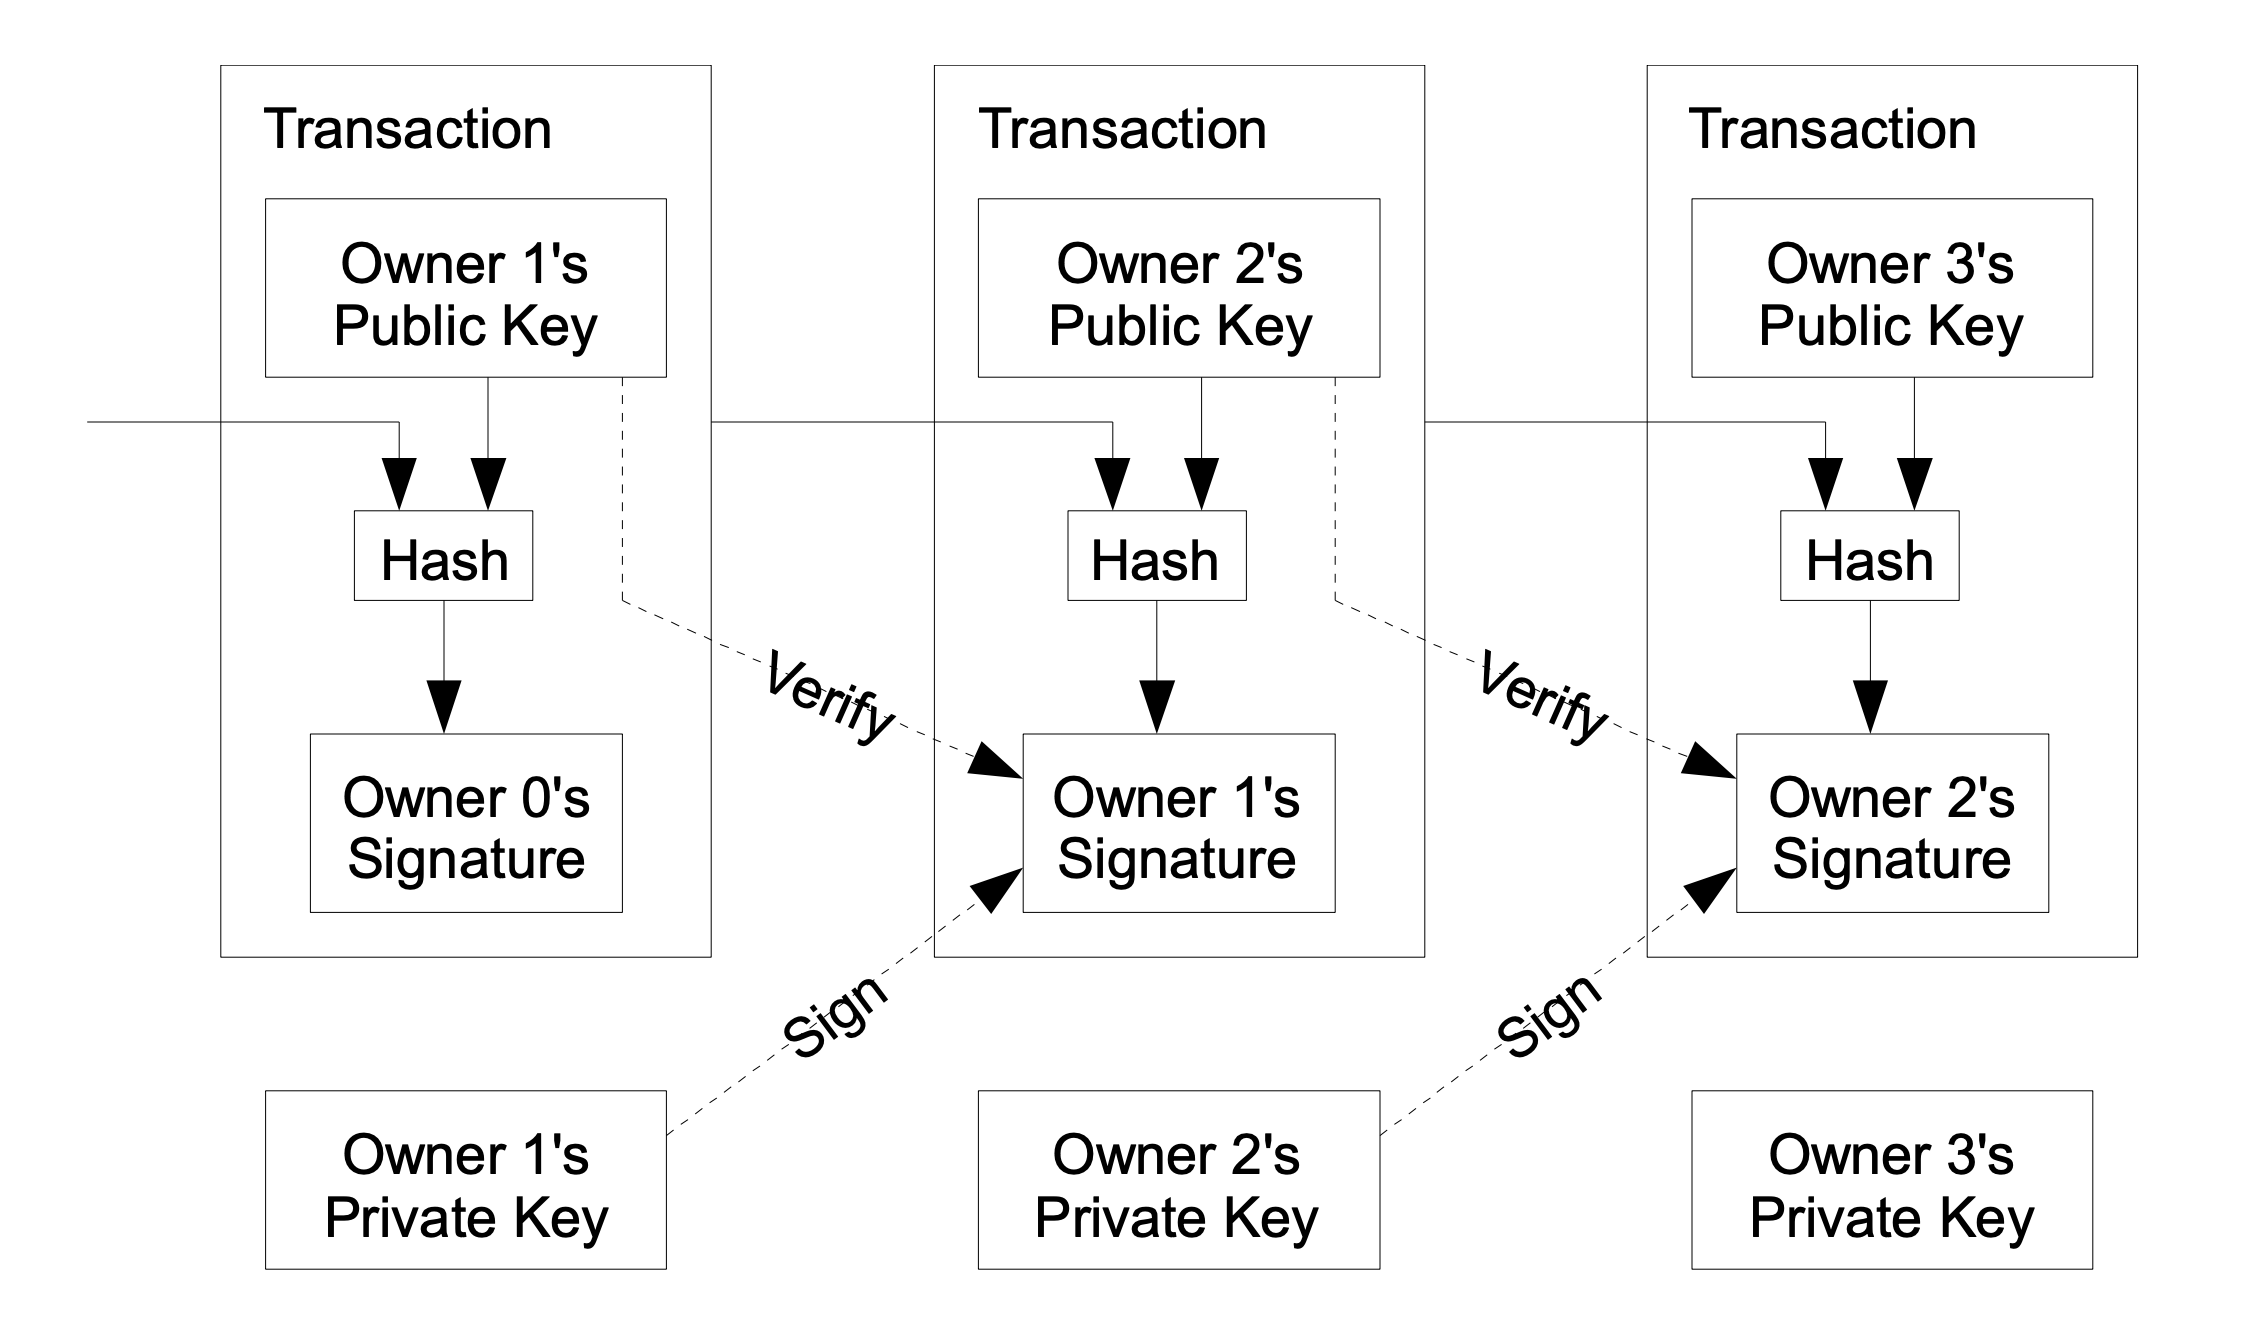 Transaction
Owner 1's
Public Key
Hash
Owner 0's
Signature
Transaction
Owner 2's
Public Key
Hash
Verify
Owner 1's
Signature
Transaction
Owner 3's
Public Key
Hash
Verify
Owner 2's
Signature
Sign
Sign
Owner 1's
Private Key
Owner 2's
Private Key
Owner 3's
Private Key